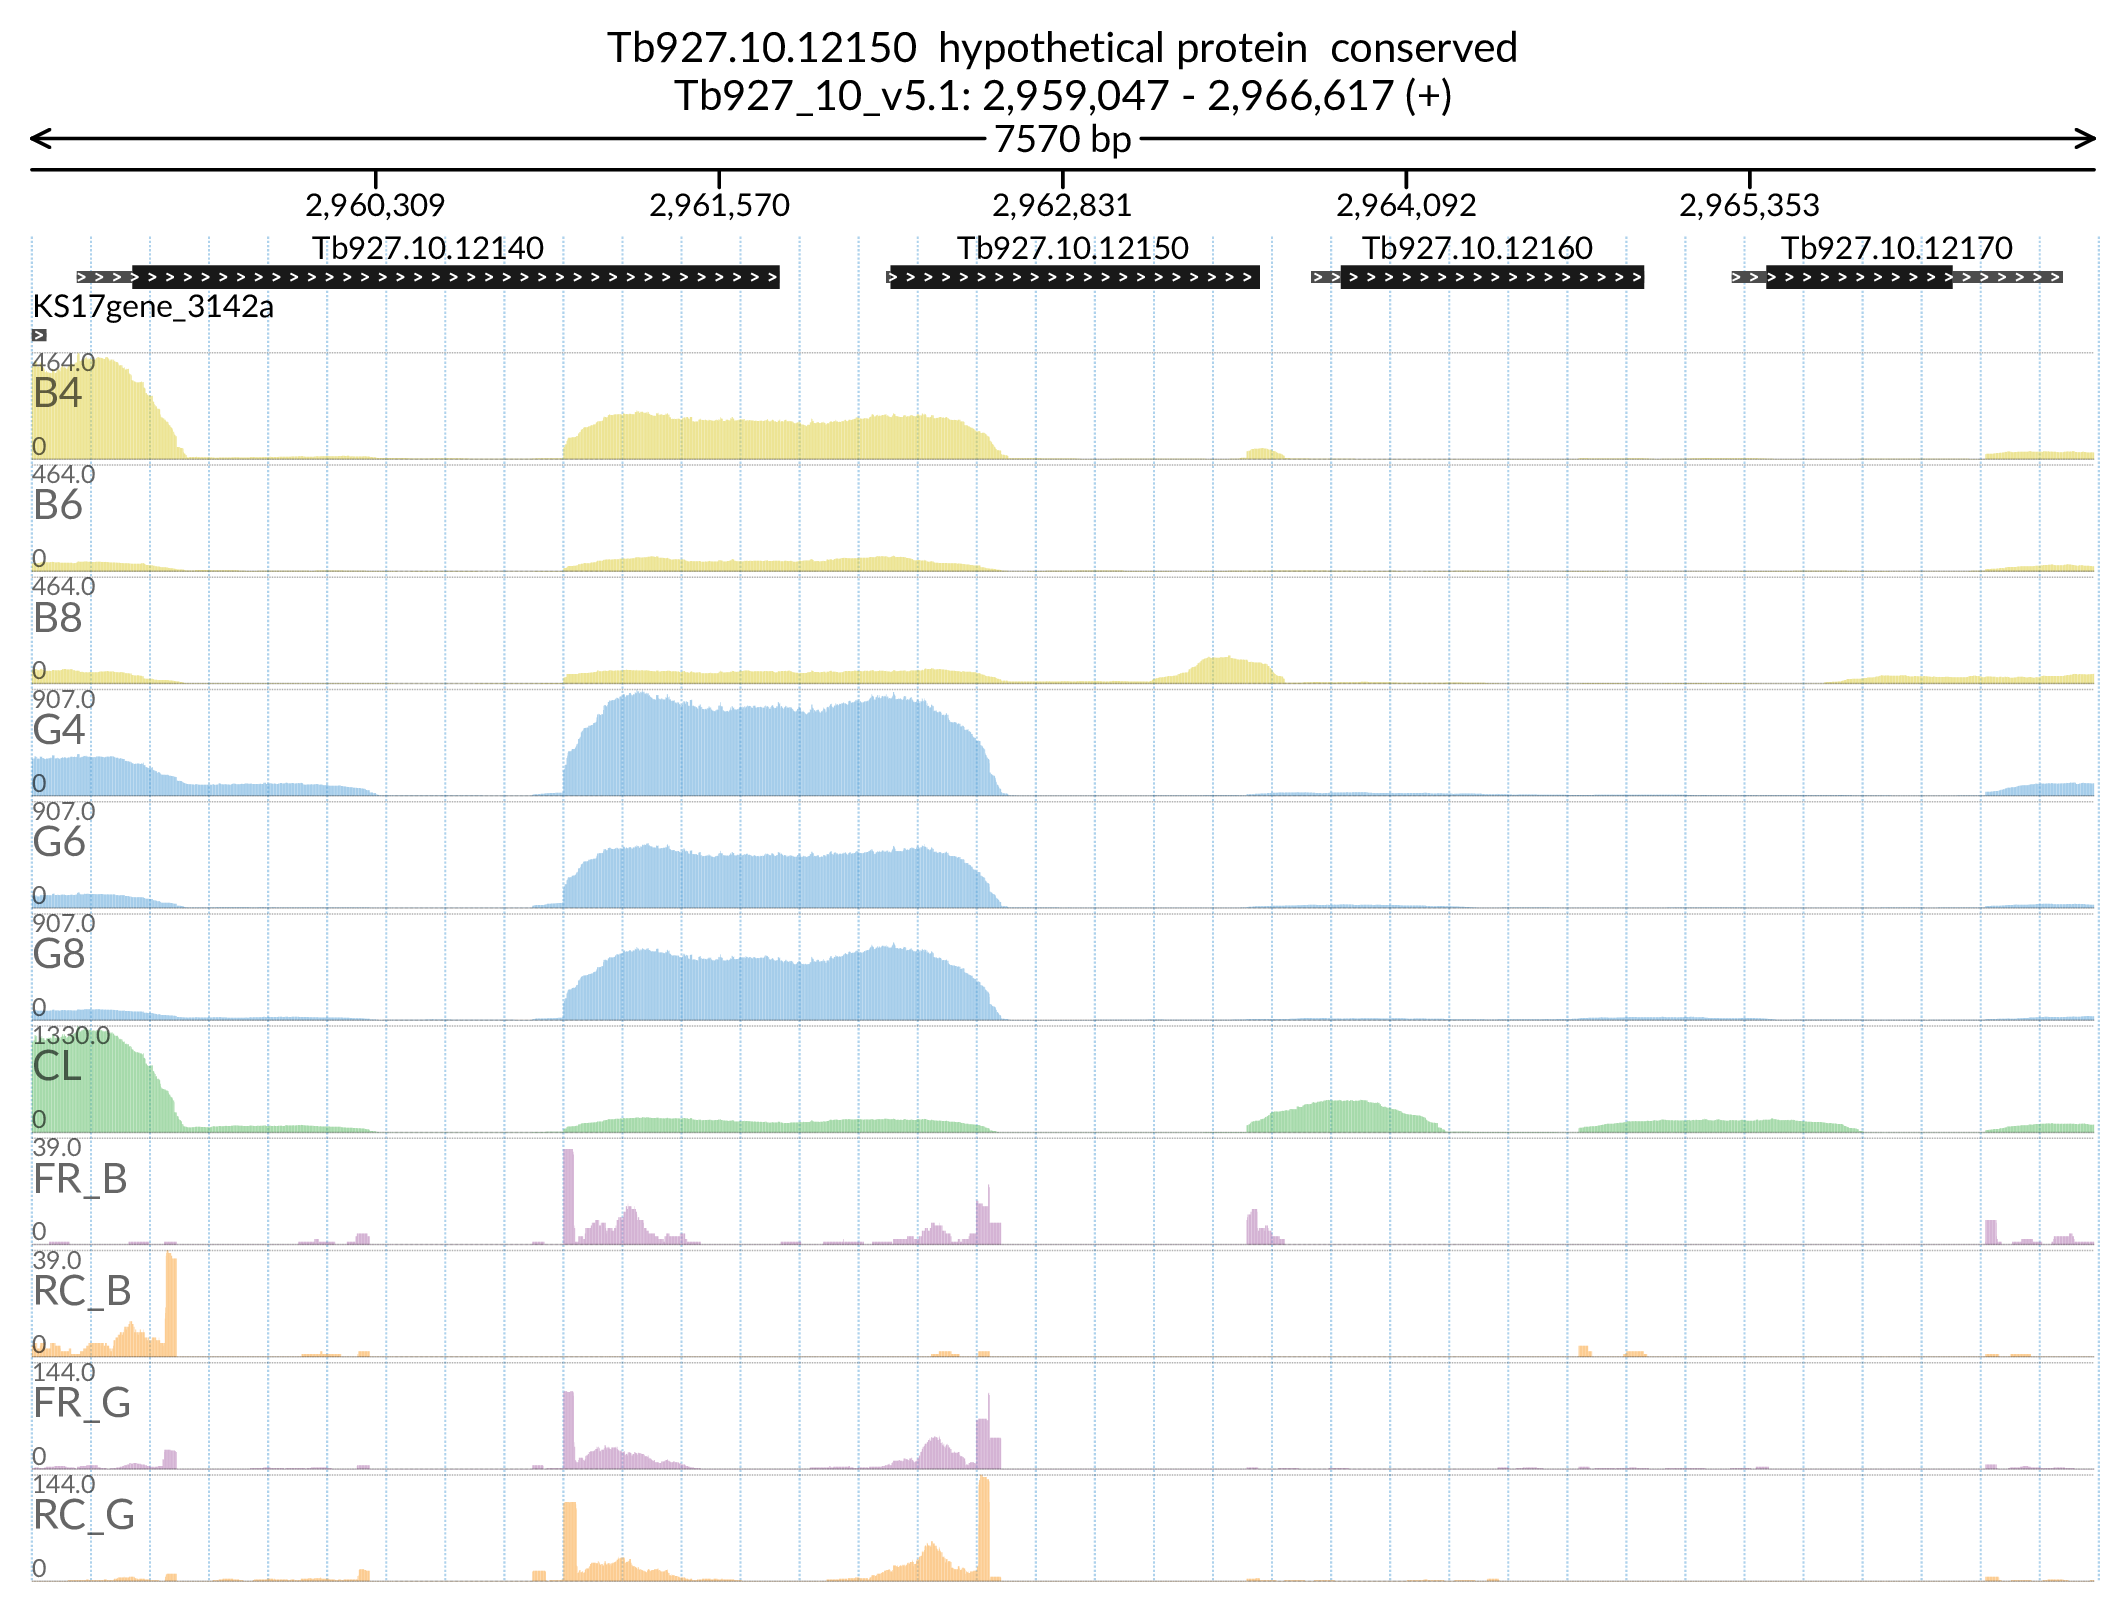 Tb927.10.12150  hypothetical protein  conserved
Tb927_10_v5.1: 2,959,047 - 2,966,617 (+)
7570 bp
2,960,309 2,961,570 2,962,831 2,964,092 2,965,353
Tb927.10.12140 Tb927.10.12150 Tb927.10.12160 Tb927.10.12170
KS17gene_3142a
464.0
B4
0
464.0
B6
0
464.0
B8
0
907.0
G4
0
907.0
G6
0
907.0
G8
0
1330.0
CL
0
39.0
FR_B
0
39.0
RC_B
0
144.0
FR_G
0
144.0
RC_G
0